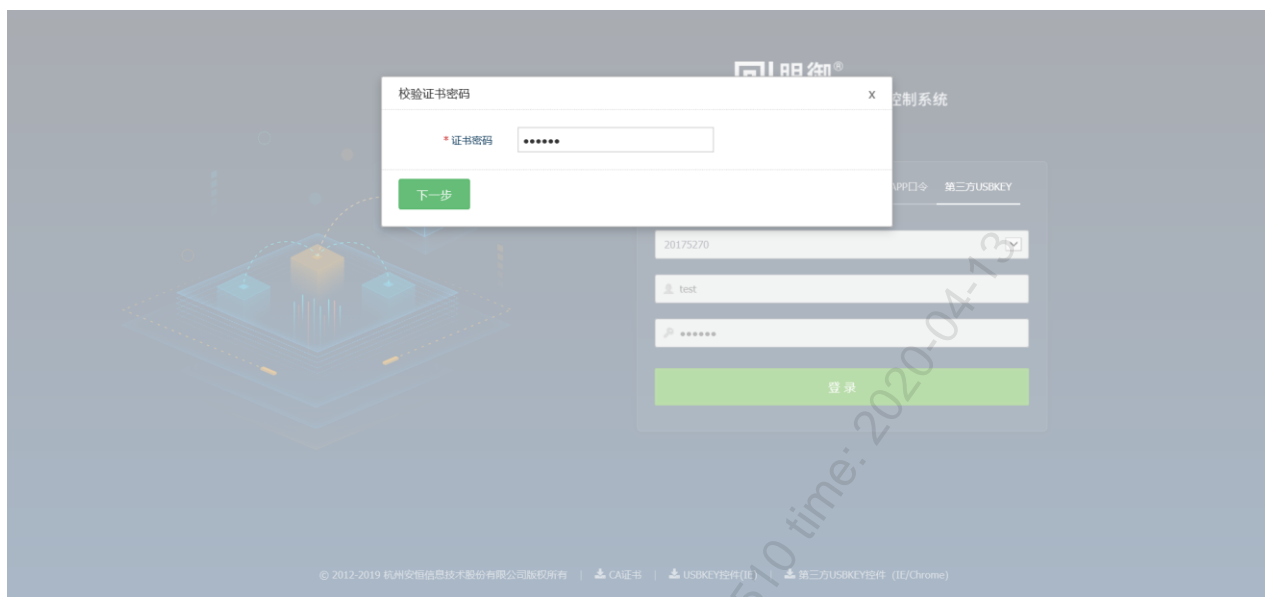 明御®
校验证书密码 X
控制系统
* 证书密码 ••••••
下一步
APP口令 第三方USBKEY
20175270
test
••••••
登录
510 time: 2020-04-13
© 2012-2019 杭州安恒信息技术股份有限公司版权所有 | CA证书 | USBKEY控件(IE) | 第三方USBKEY控件 (IE/Chrome)